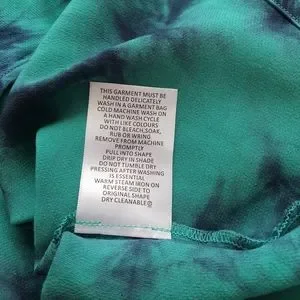 THIS GARMENT MUST BE
HANDLED DELICATELY
WASH IN A GARMENT BAG
COLD MACHINE WASH ON
A HAND WASH CYCLE
WITH LIKE COLOURS
DO NOT BLEACH,SOAK,
RUB OR WRING
REMOVE FROM MACHINE
PROMPTLY
PULL INTO SHAPE
DRIP DRY IN SHADE
DO NOT TUMBLE DRY
PRESSING AFTER WASHING
IS ESSENTIAL
WARM STEAM IRON ON
REVERSE SIDE TO
ORIGINAL SHAPE
DRY CLEANABLE Ⓟ